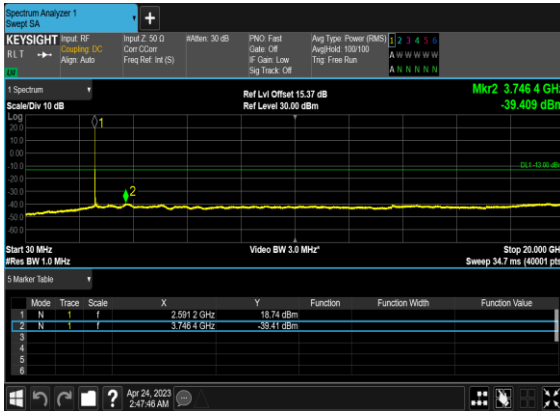 Spectrum Analyzer 1
Swept SA
+
KEYSIGHT Input: RF Input Z: 50 Ω #Atten: 30 dB PNO: Fast Avg Type: Power (RMS) 1 2 3 4 5 6
RLT Coupling: DC Corr CCorr Gate: Off Avg|Hold: 100/100 A W W W W W
Align: Auto Freq Ref: Int (S) IF Gain: Low Trig: Free Run
Sig Track: Off A N N N N N
1 Spectrum Ref Lvl Offset 15.37 dB Mkr2 3.746 4 GHz
Scale/Div 10 dB Ref Level 30.00 dBm -39.409 dBm
Log
20.0
10.0
0.00
-10.0
-20.0
-30.0
-40.0
-50.0
-60.0
1
2
DL1 -13.00 dBm
Start 30 MHz Video BW 3.0 MHz* Stop 20.000 GHz
#Res BW 1.0 MHz Sweep 34.7 ms (40001 pts)
5 Marker Table
Mode Trace Scale X Y Function Function Width Function Value
1 N 1 f 2.591 2 GHz 18.74 dBm
2 N 1 f 3.746 4 GHz -39.41 dBm
3
4
5
6
? Apr 24, 2023
2:47:46 AM